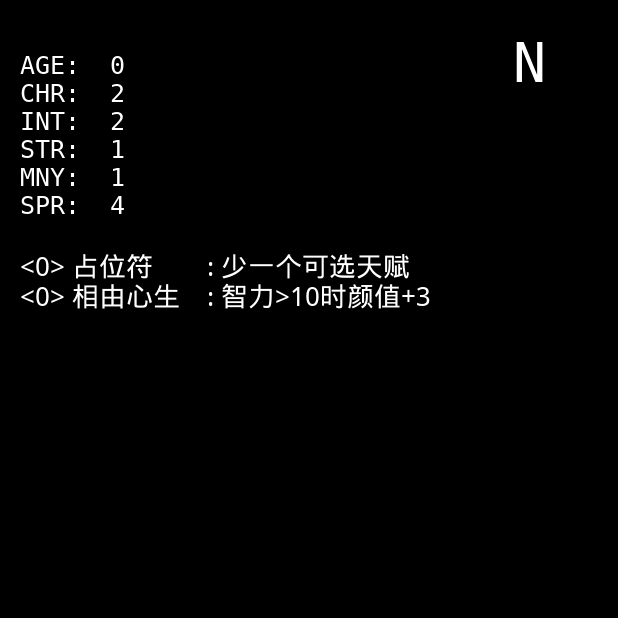 N
AGE: 0
CHR: 2
INT: 2
STR: 1
MNY: 1
SPR: 4
<0> 占位符 : 少一个可选天赋
<0> 相由心生 : 智力>10时颜值+3